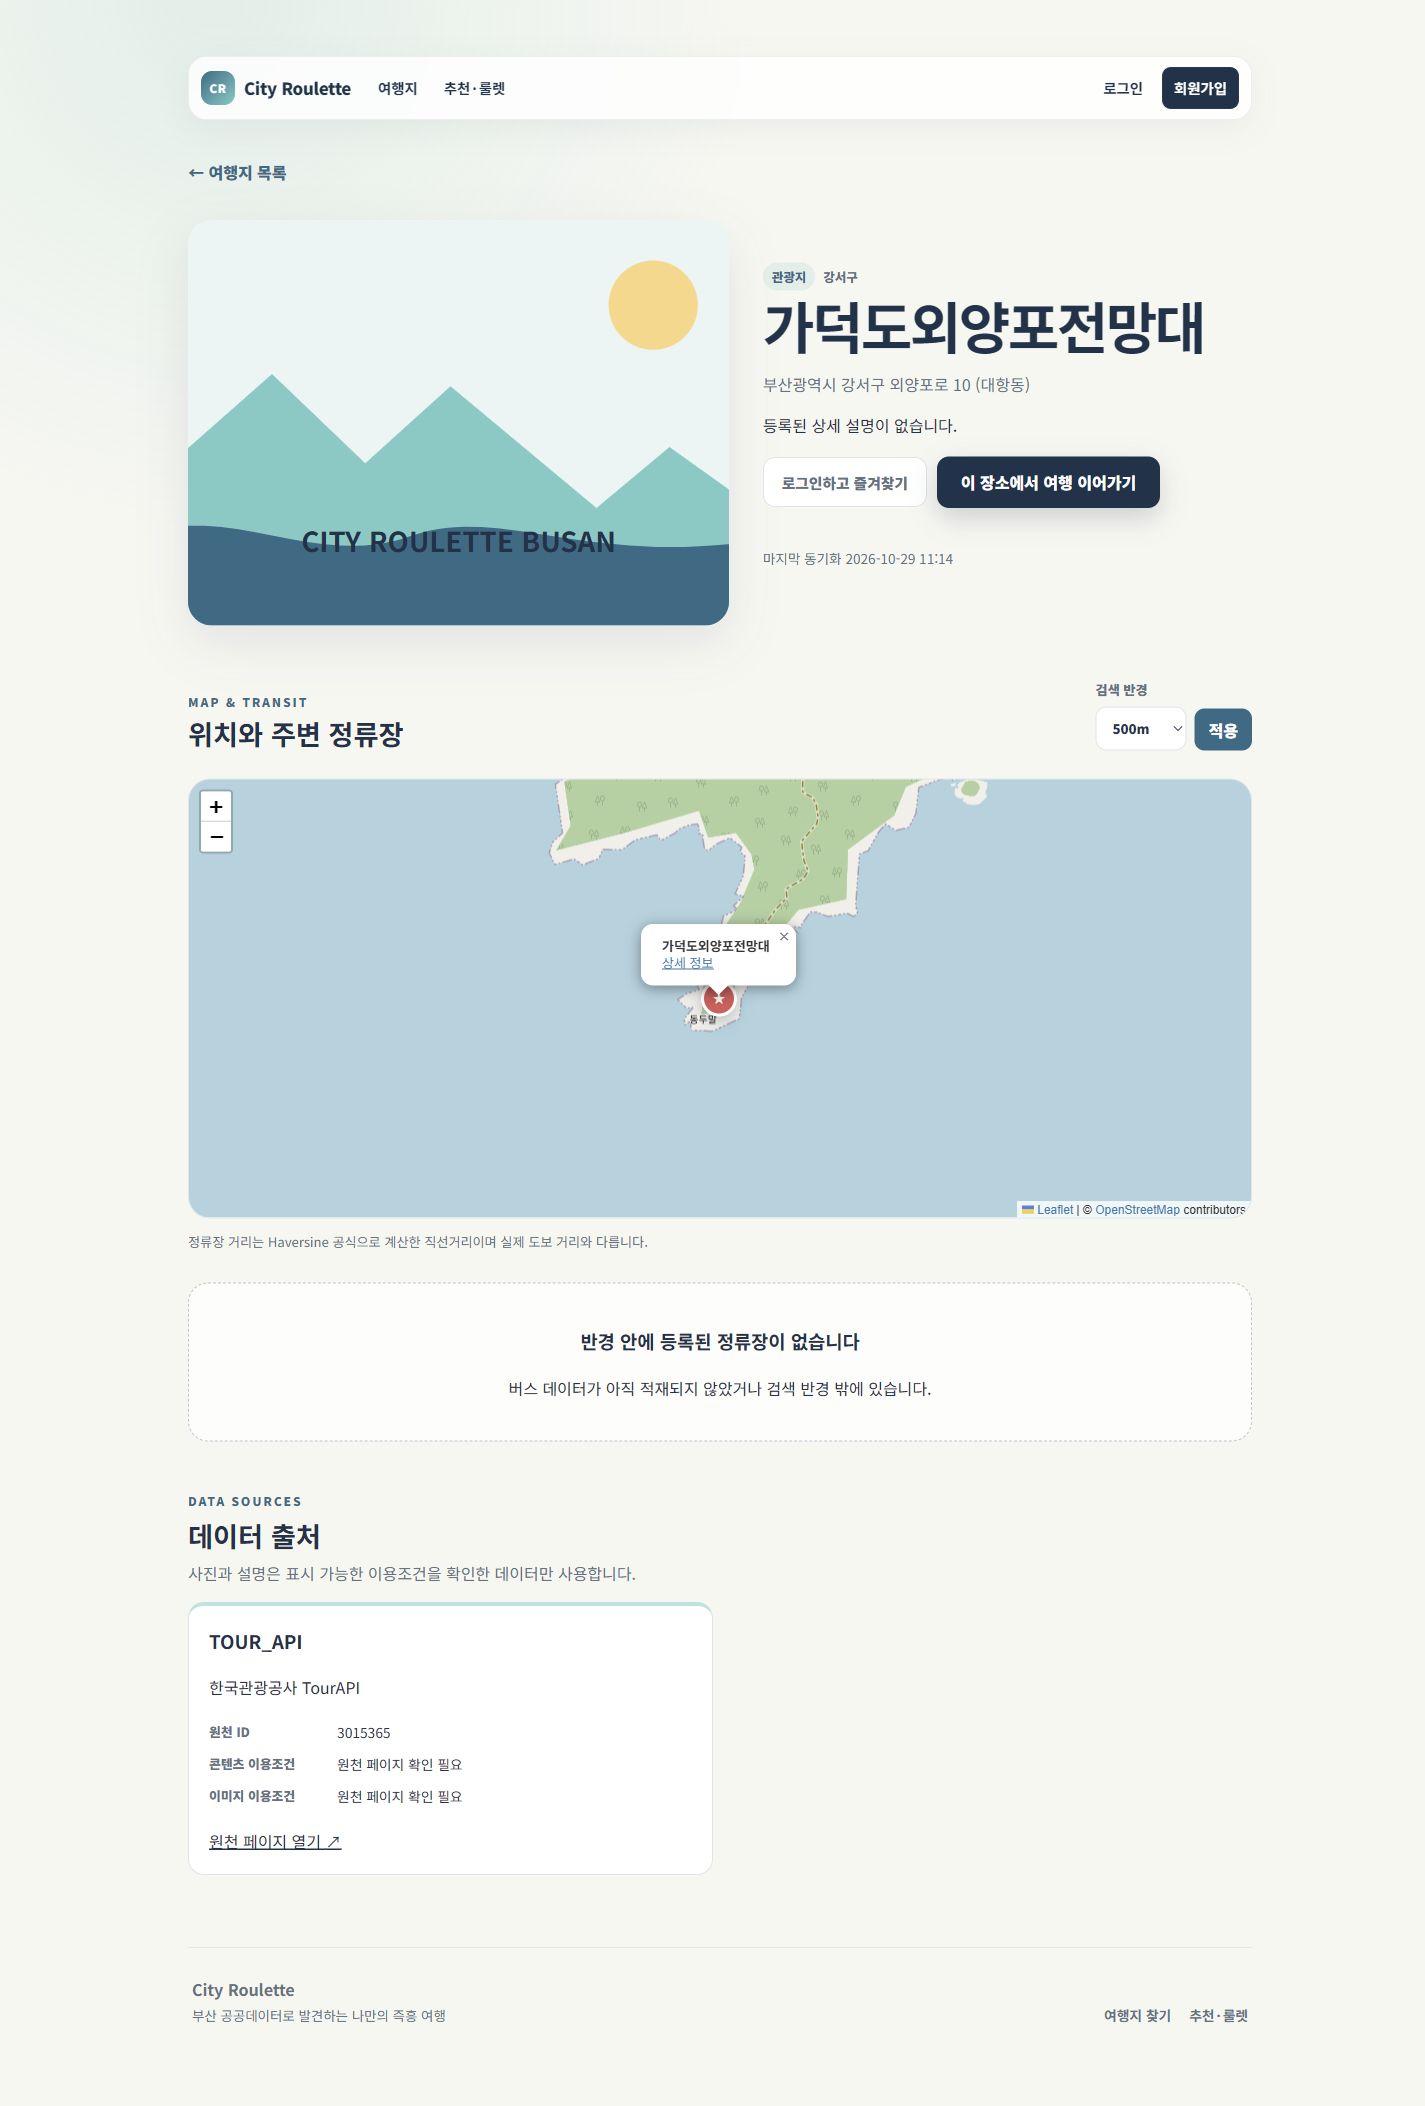 CR City Roulette 여행지 추천·룰렛 로그인 회원가입
← 여행지 목록
CITY ROULETTE BUSAN
관광지 강서구
가덕도외양포전망대
부산광역시 강서구 외양포로 10 (대항동)
등록된 상세 설명이 없습니다.
로그인하고 즐겨찾기 이 장소에서 여행 이어가기
마지막 동기화 2026-10-29 11:14
MAP & TRANSIT
위치와 주변 정류장
검색 반경
500m 적용
+
−
가덕도외양포전망대 ×
상세 정보
동두말
Leaflet | © OpenStreetMap contributors
정류장 거리는 Haversine 공식으로 계산한 직선거리이며 실제 도보 거리와 다릅니다.
반경 안에 등록된 정류장이 없습니다
버스 데이터가 아직 적재되지 않았거나 검색 반경 밖에 있습니다.
DATA SOURCES
데이터 출처
사진과 설명은 표시 가능한 이용조건을 확인한 데이터만 사용합니다.
TOUR_API
한국관광공사 TourAPI
원천 ID 3015365
콘텐츠 이용조건 원천 페이지 확인 필요
이미지 이용조건 원천 페이지 확인 필요
원천 페이지 열기 ↗
City Roulette
부산 공공데이터로 발견하는 나만의 즉흥 여행
여행지 찾기 추천·룰렛